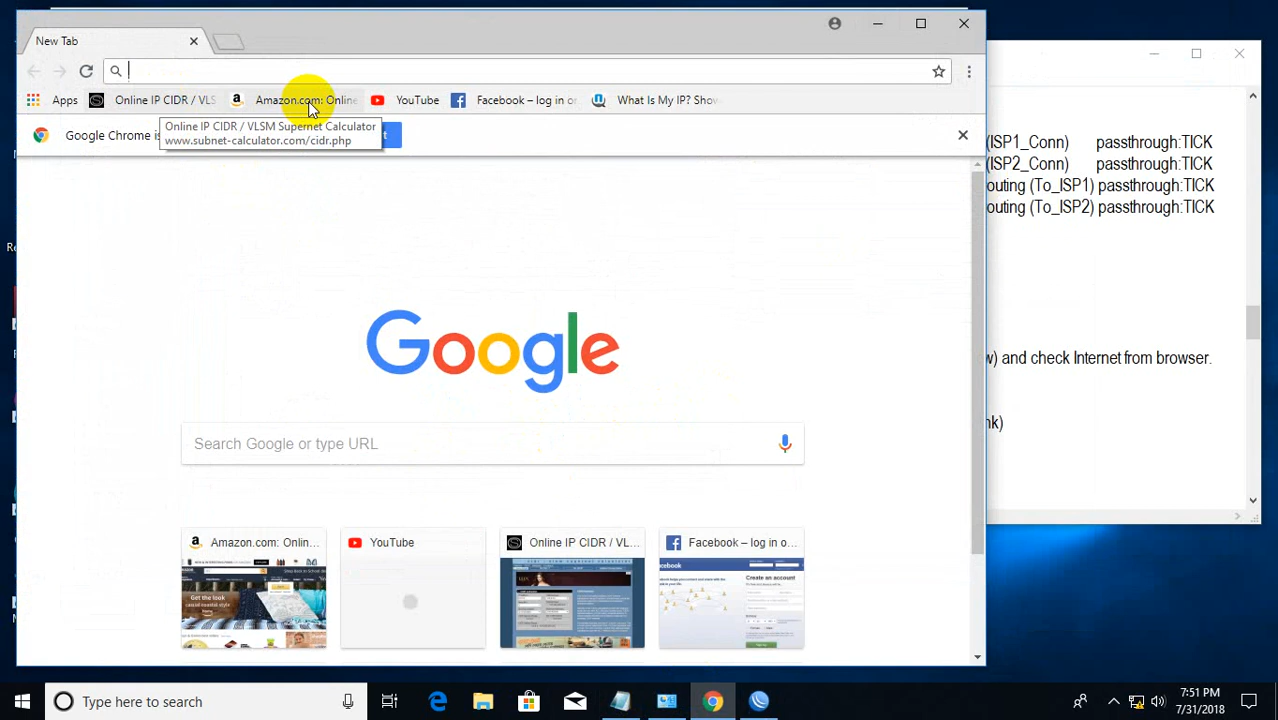 New Tab
Apps
Online IP CIDR / VLS
Amazon.com: Online
YouTube
Facebook – log in or
What Is My IP? Show
Google Chrome is
t
Online IP CIDR / VLSM Supernet Calculator
www.subnet-calculator.com/cidr.php
(ISP1_Conn) passthrough:TICK
(ISP2_Conn) passthrough:TICK
outing (To_ISP1) passthrough:TICK
outing (To_ISP2) passthrough:TICK
w) and check Internet from browser.
nk)
Google
Search Google or type URL
Amazon.com: Onlin...
YouTube
Online IP CIDR / VL...
Facebook – log in o...
Get the look
facebook
Create an account
Type here to search
7:51 PM
7/31/2018